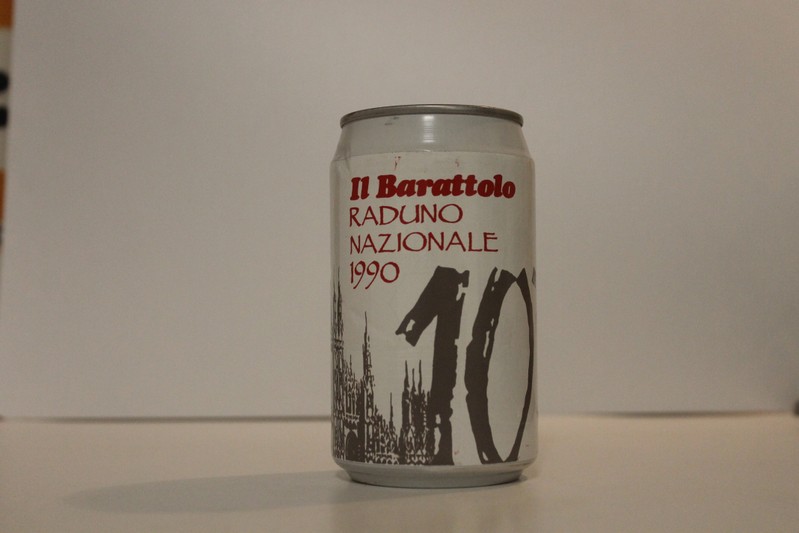 Il Barattolo
RADUNO
NAZIONALE
1990
10